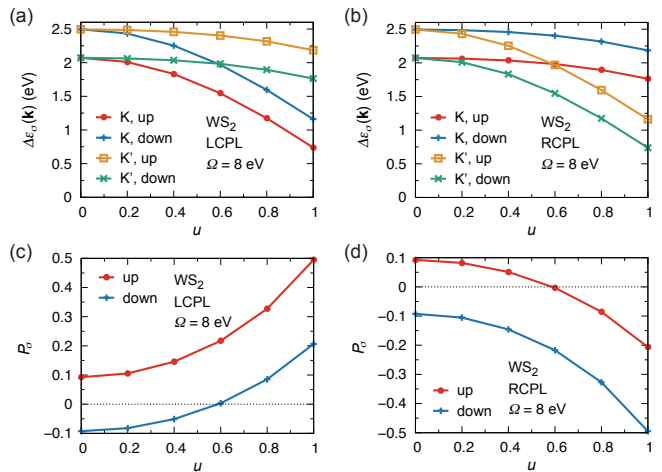 (a)
2.5
2
1.5
1
0.5
0
Δεσ(k) (eV)
K, up
K, down
K', up
K', down
WS2
LCPL
Ω = 8 eV
0 0.2 0.4 0.6 0.8 1
u
(b)
2.5
2
1.5
1
0.5
0
Δεσ(k) (eV)
K, up
K, down
K', up
K', down
WS2
RCPL
Ω = 8 eV
0 0.2 0.4 0.6 0.8 1
u
(c)
0.5
0.4
0.3
0.2
0.1
0
−0.1
Pσ
up
down
WS2
LCPL
Ω = 8 eV
0 0.2 0.4 0.6 0.8 1
u
(d)
0.1
0
−0.1
−0.2
−0.3
−0.4
−0.5
Pσ
up
down
WS2
RCPL
Ω = 8 eV
0 0.2 0.4 0.6 0.8 1
u